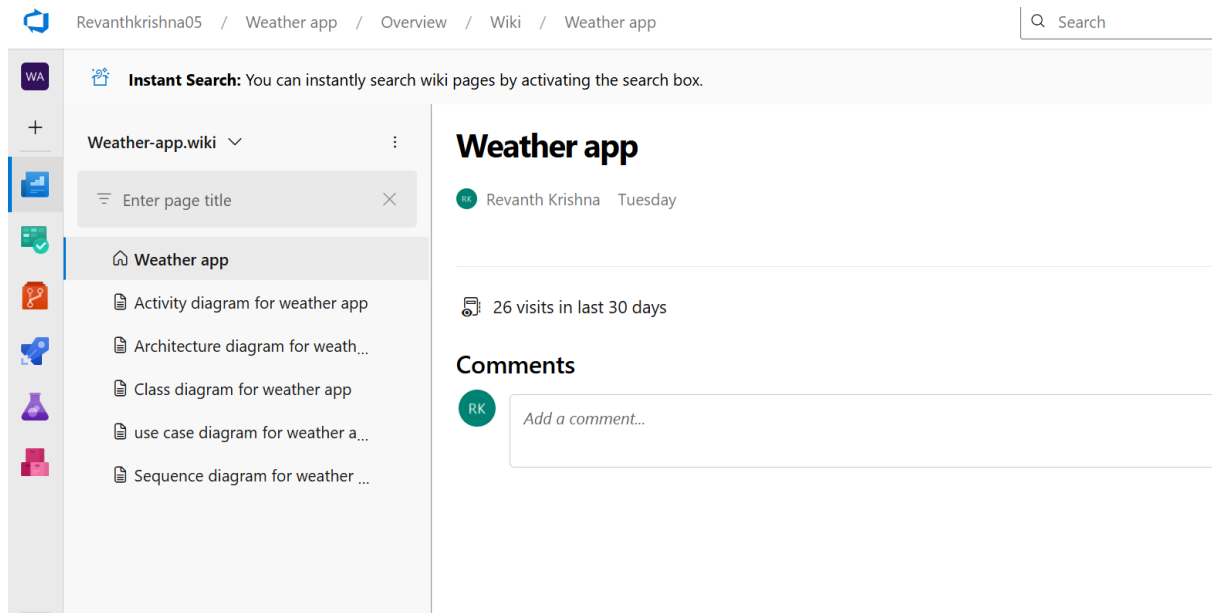 Revanthkrishna05 / Weather app / Overview / Wiki / Weather app
Search
WA
Instant Search: You can instantly search wiki pages by activating the search box.
Weather-app.wiki
Enter page title
Weather app
Activity diagram for weather app
Architecture diagram for weath...
Class diagram for weather app
use case diagram for weather a...
Sequence diagram for weather ...
Weather app
RK Revanth Krishna Tuesday
26 visits in last 30 days
Comments
RK
Add a comment...